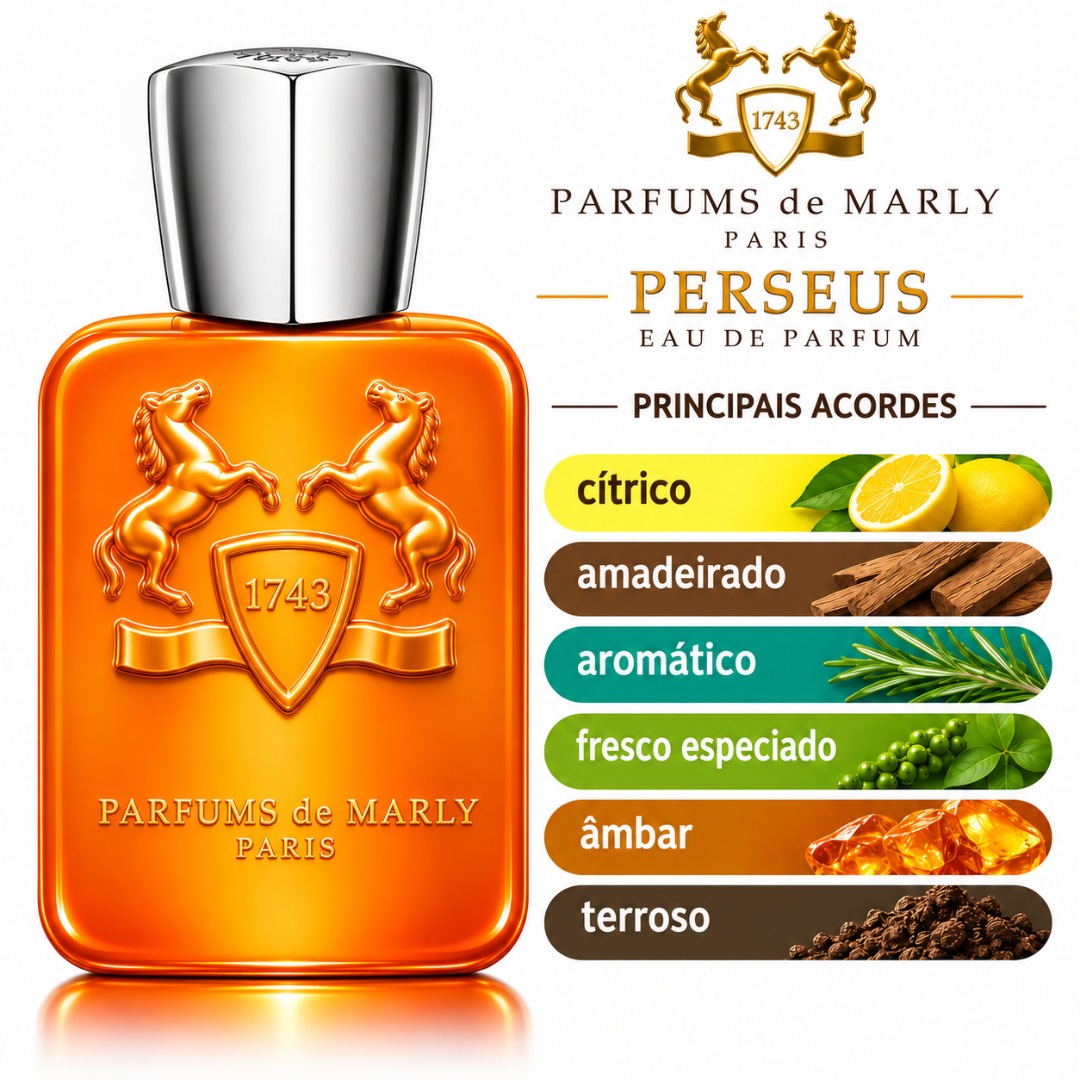 1743
PARFUMS de MARLY
PARIS
1743
PARFUMS de MARLY
PARIS
PERSEUS
EAU DE PARFUM
PRINCIPAIS ACORDES
cítrico
amadeirado
aromático
fresco especiado
âmbar
terroso